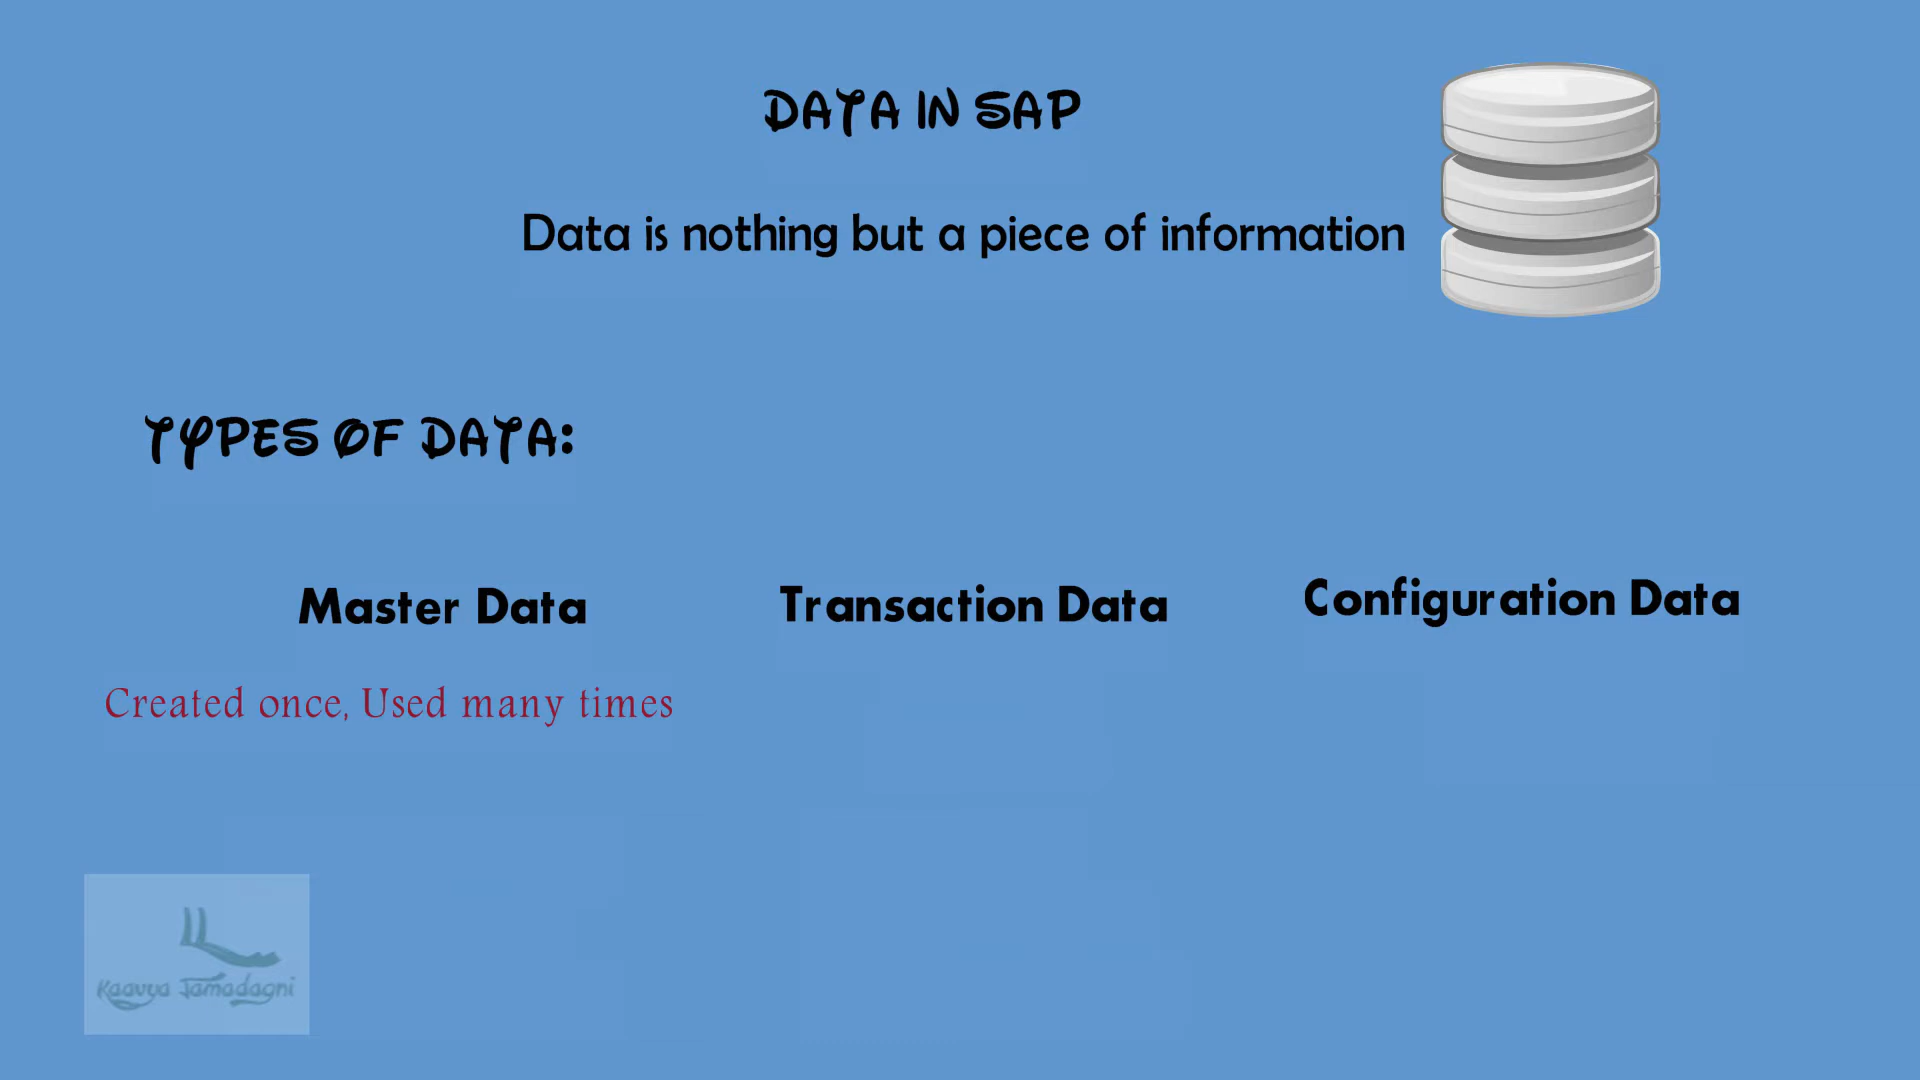 DATA IN SAP
Data is nothing but a piece of information
TYPES OF DATA:
Master Data
Transaction Data
Configuration Data
Created once, Used many times
Kaavya Jamadagni